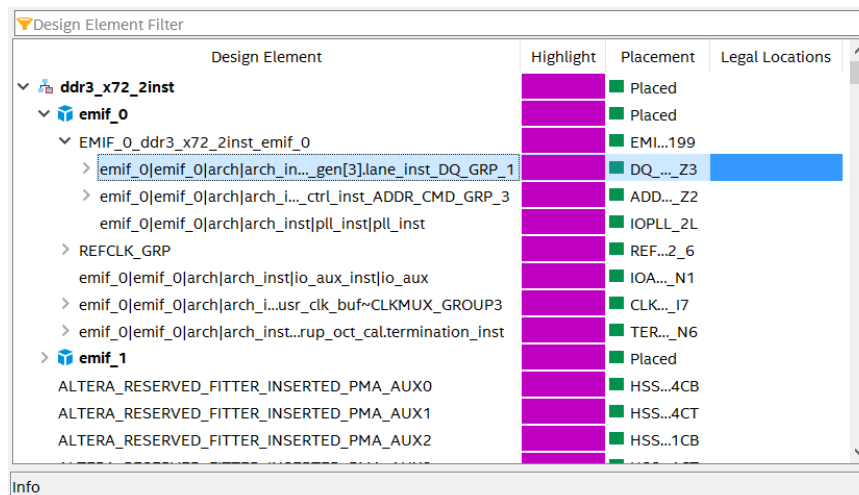 Design Element Filter
Design Element Highlight Placement Legal Locations
ddr3_x72_2inst Placed
emif_0 Placed
EMIF_0_ddr3_x72_2inst_emif_0 EMI...199
emif_0|emif_0|arch|arch_in..._gen[3].lane_inst_DQ_GRP_1 DQ_..._Z3
emif_0|emif_0|arch|arch_i..._ctrl_inst_ADDR_CMD_GRP_3 ADD..._Z2
emif_0|emif_0|arch|arch_inst|pll_inst|pll_inst IOPLL_2L
REFCLK_GRP REF...2_6
emif_0|emif_0|arch|arch_inst|io_aux_inst|io_aux IOA..._N1
emif_0|emif_0|arch|arch_i...usr_clk_buf~CLKMUX_GROUP3 CLK..._I7
emif_0|emif_0|arch|arch_inst...rup_oct_cal.termination_inst TER..._N6
emif_1 Placed
ALTERA_RESERVED_FITTER_INSERTED_PMA_AUX0 HSS...4CB
ALTERA_RESERVED_FITTER_INSERTED_PMA_AUX1 HSS...4CT
ALTERA_RESERVED_FITTER_INSERTED_PMA_AUX2 HSS...1CB
Info